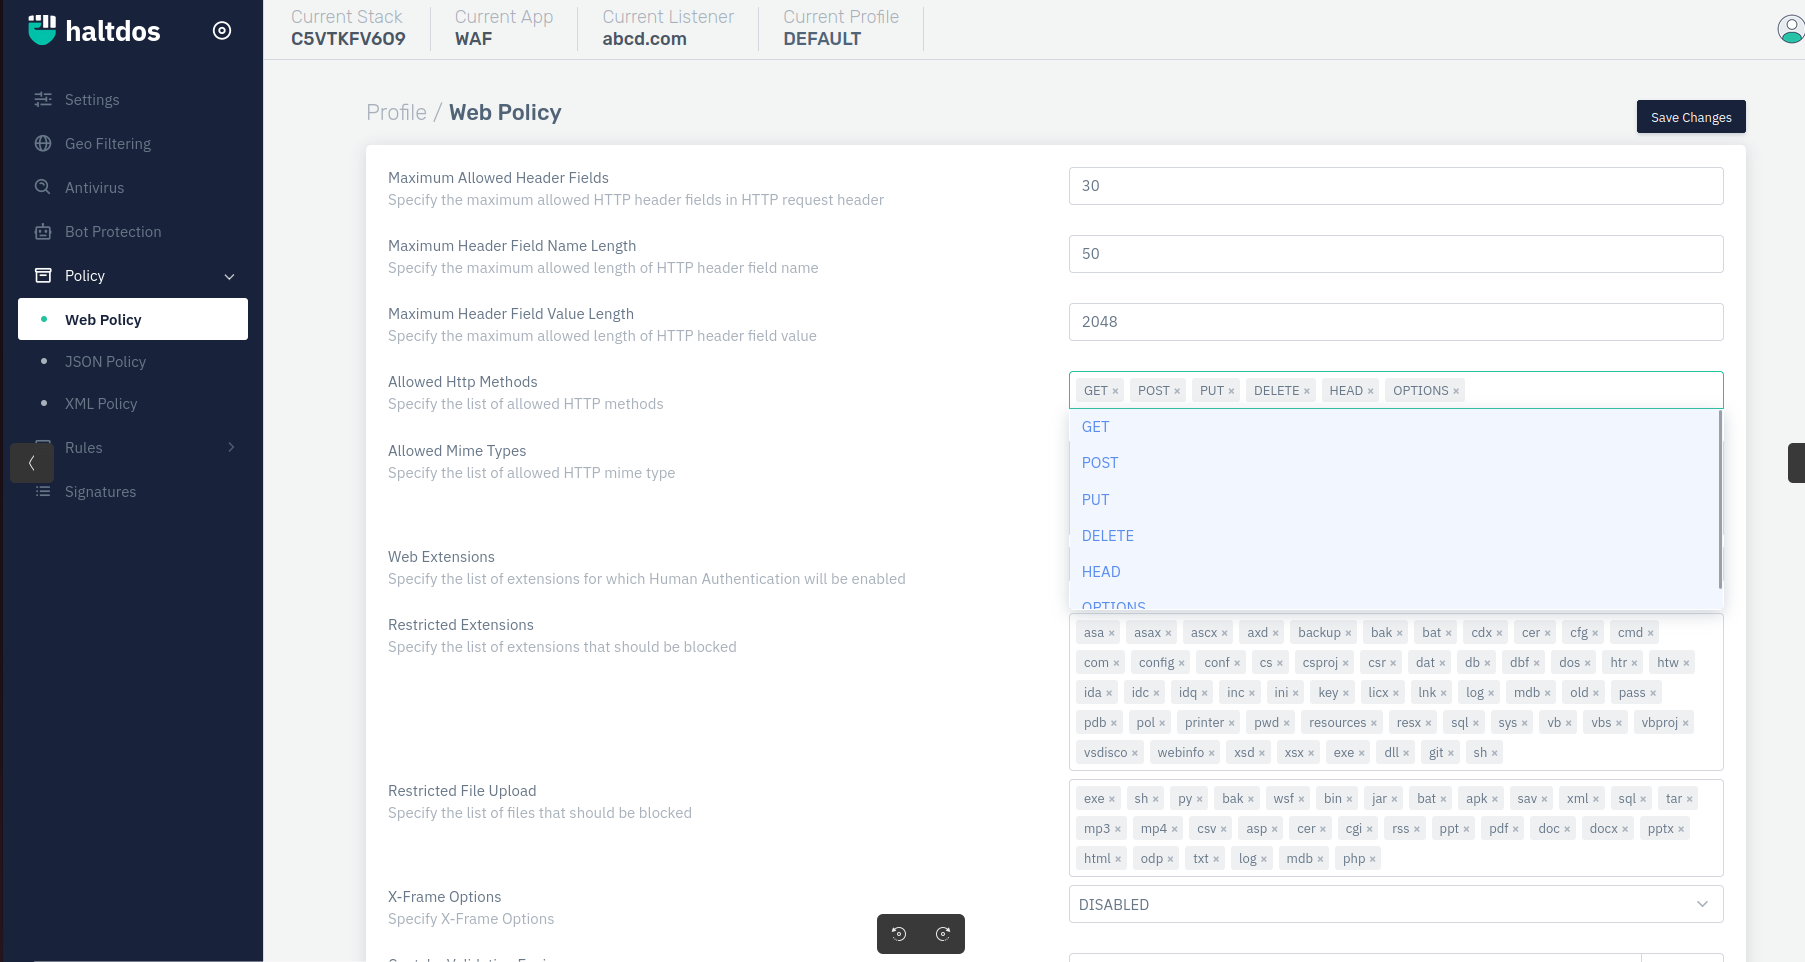 haltdos
Current Stack
C5VTKFV6O9
Current App
WAF
Current Listener
abcd.com
Current Profile
DEFAULT
Settings
Geo Filtering
Antivirus
Bot Protection
Policy
Web Policy
JSON Policy
XML Policy
Rules
Signatures
Profile / Web Policy
Save Changes
Maximum Allowed Header Fields
Specify the maximum allowed HTTP header fields in HTTP request header
30
Maximum Header Field Name Length
Specify the maximum allowed length of HTTP header field name
50
Maximum Header Field Value Length
Specify the maximum allowed length of HTTP header field value
2048
Allowed Http Methods
Specify the list of allowed HTTP methods
GET × POST × PUT × DELETE × HEAD × OPTIONS ×
GET
POST
PUT
DELETE
HEAD
OPTIONS
Allowed Mime Types
Specify the list of allowed HTTP mime type
Web Extensions
Specify the list of extensions for which Human Authentication will be enabled
Restricted Extensions
Specify the list of extensions that should be blocked
asa × asax × ascx × axd × backup × bak × bat × cdx × cer × cfg × cmd ×
com × config × conf × cs × csproj × csr × dat × db × dbf × dos × htr × htw ×
ida × idc × idq × inc × ini × key × licx × lnk × log × mdb × old × pass ×
pdb × pol × printer × pwd × resources × resx × sql × sys × vb × vbs × vbproj ×
vsdisco × webinfo × xsd × xsx × exe × dll × git × sh ×
Restricted File Upload
Specify the list of files that should be blocked
exe × sh × py × bak × wsf × bin × jar × bat × apk × sav × xml × sql × tar ×
mp3 × mp4 × csv × asp × cer × cgi × rss × ppt × pdf × doc × docx × pptx ×
html × odp × txt × log × mdb × php ×
X-Frame Options
Specify X-Frame Options
DISABLED